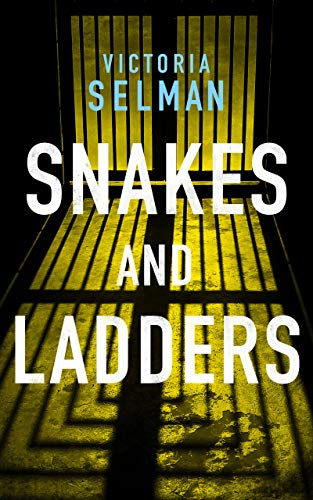 VICTORIA
SELMAN
SNAKES
AND
LADDERS